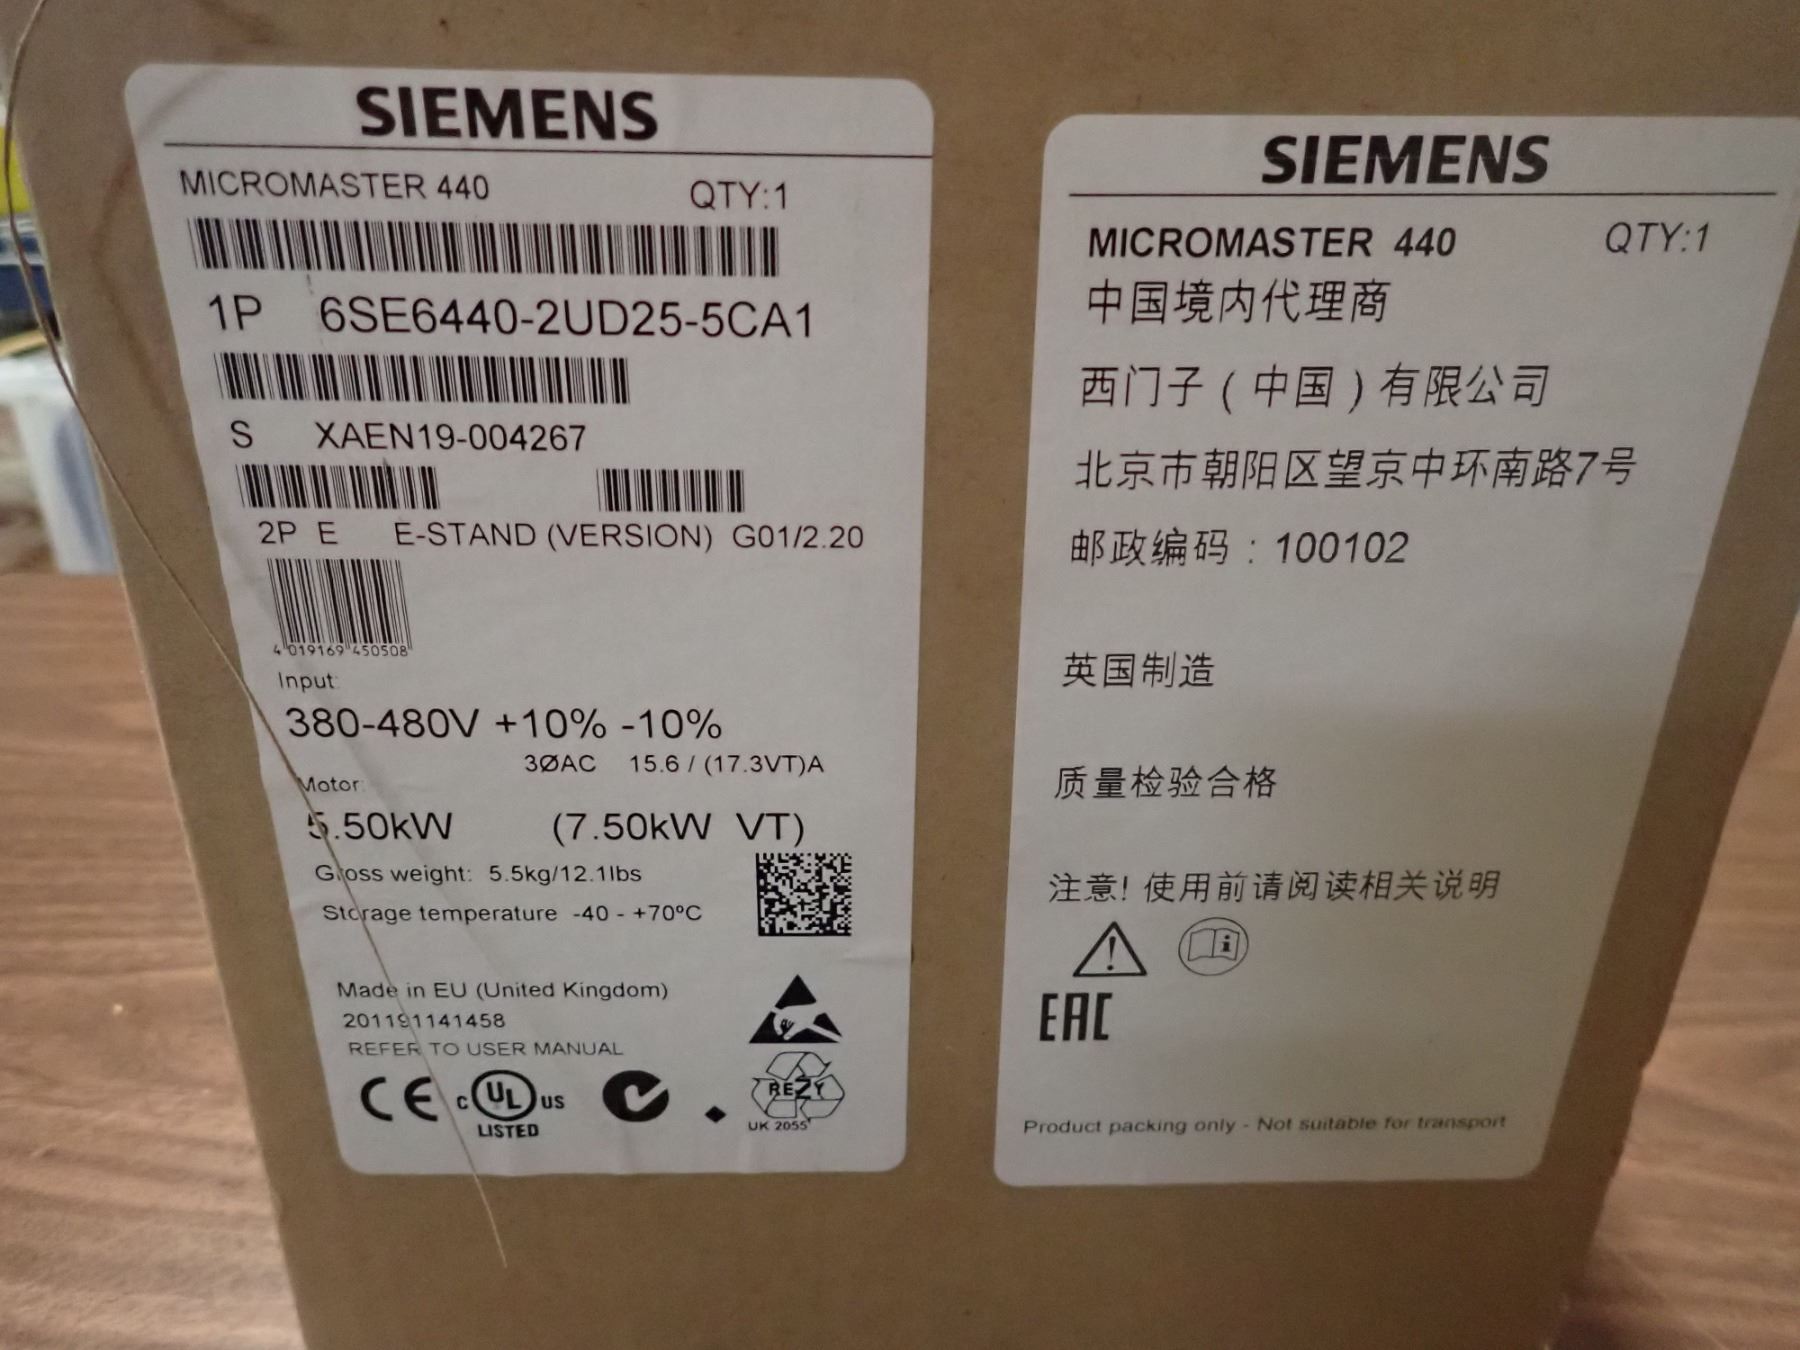 SIEMENS
MICROMASTER 440 QTY:1
1P 6SE6440-2UD25-5CA1
S XAEN19-004267
2P E E-STAND (VERSION) G01/2.20
4 019169 450508
Input:
380-480V +10% -10%
3ØAC 15.6 / (17.3VT)A
Motor:
5.50kW (7.50kW VT)
Gross weight: 5.5kg/12.1lbs
Storage temperature -40 - +70ºC
Made in EU (United Kingdom)
201191141458
REFER TO USER MANUAL
CE C UL US
LISTED
REZY
UK 2055
SIEMENS
MICROMASTER 440 QTY:1
中国境内代理商
西门子(中国)有限公司
北京市朝阳区望京中环南路7号
邮政编码:100102
英国制造
质量检验合格
注意! 使用前请阅读相关说明
EAC
Product packing only - Not suitable for transport